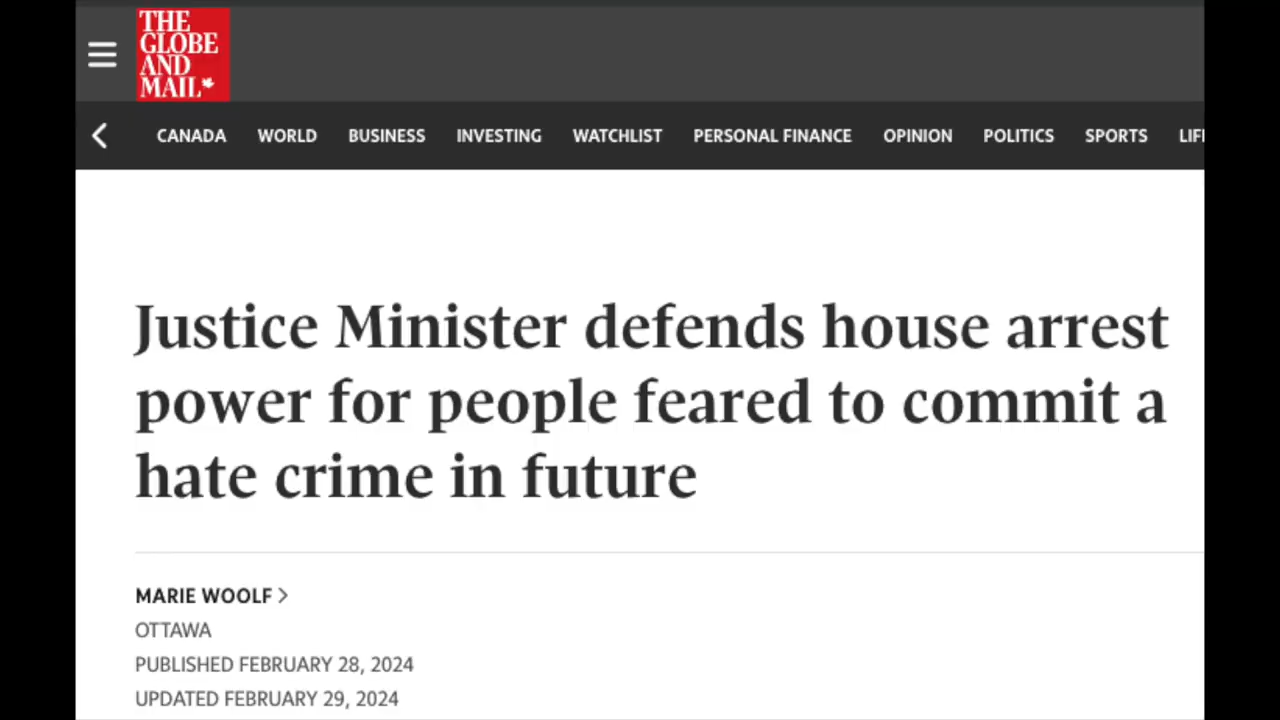 THE
GLOBE
AND
MAIL
CANADA WORLD BUSINESS INVESTING WATCHLIST PERSONAL FINANCE OPINION POLITICS SPORTS
Justice Minister defends house arrest
power for people feared to commit a
hate crime in future
MARIE WOOLF
OTTAWA
PUBLISHED FEBRUARY 28, 2024
UPDATED FEBRUARY 29, 2024